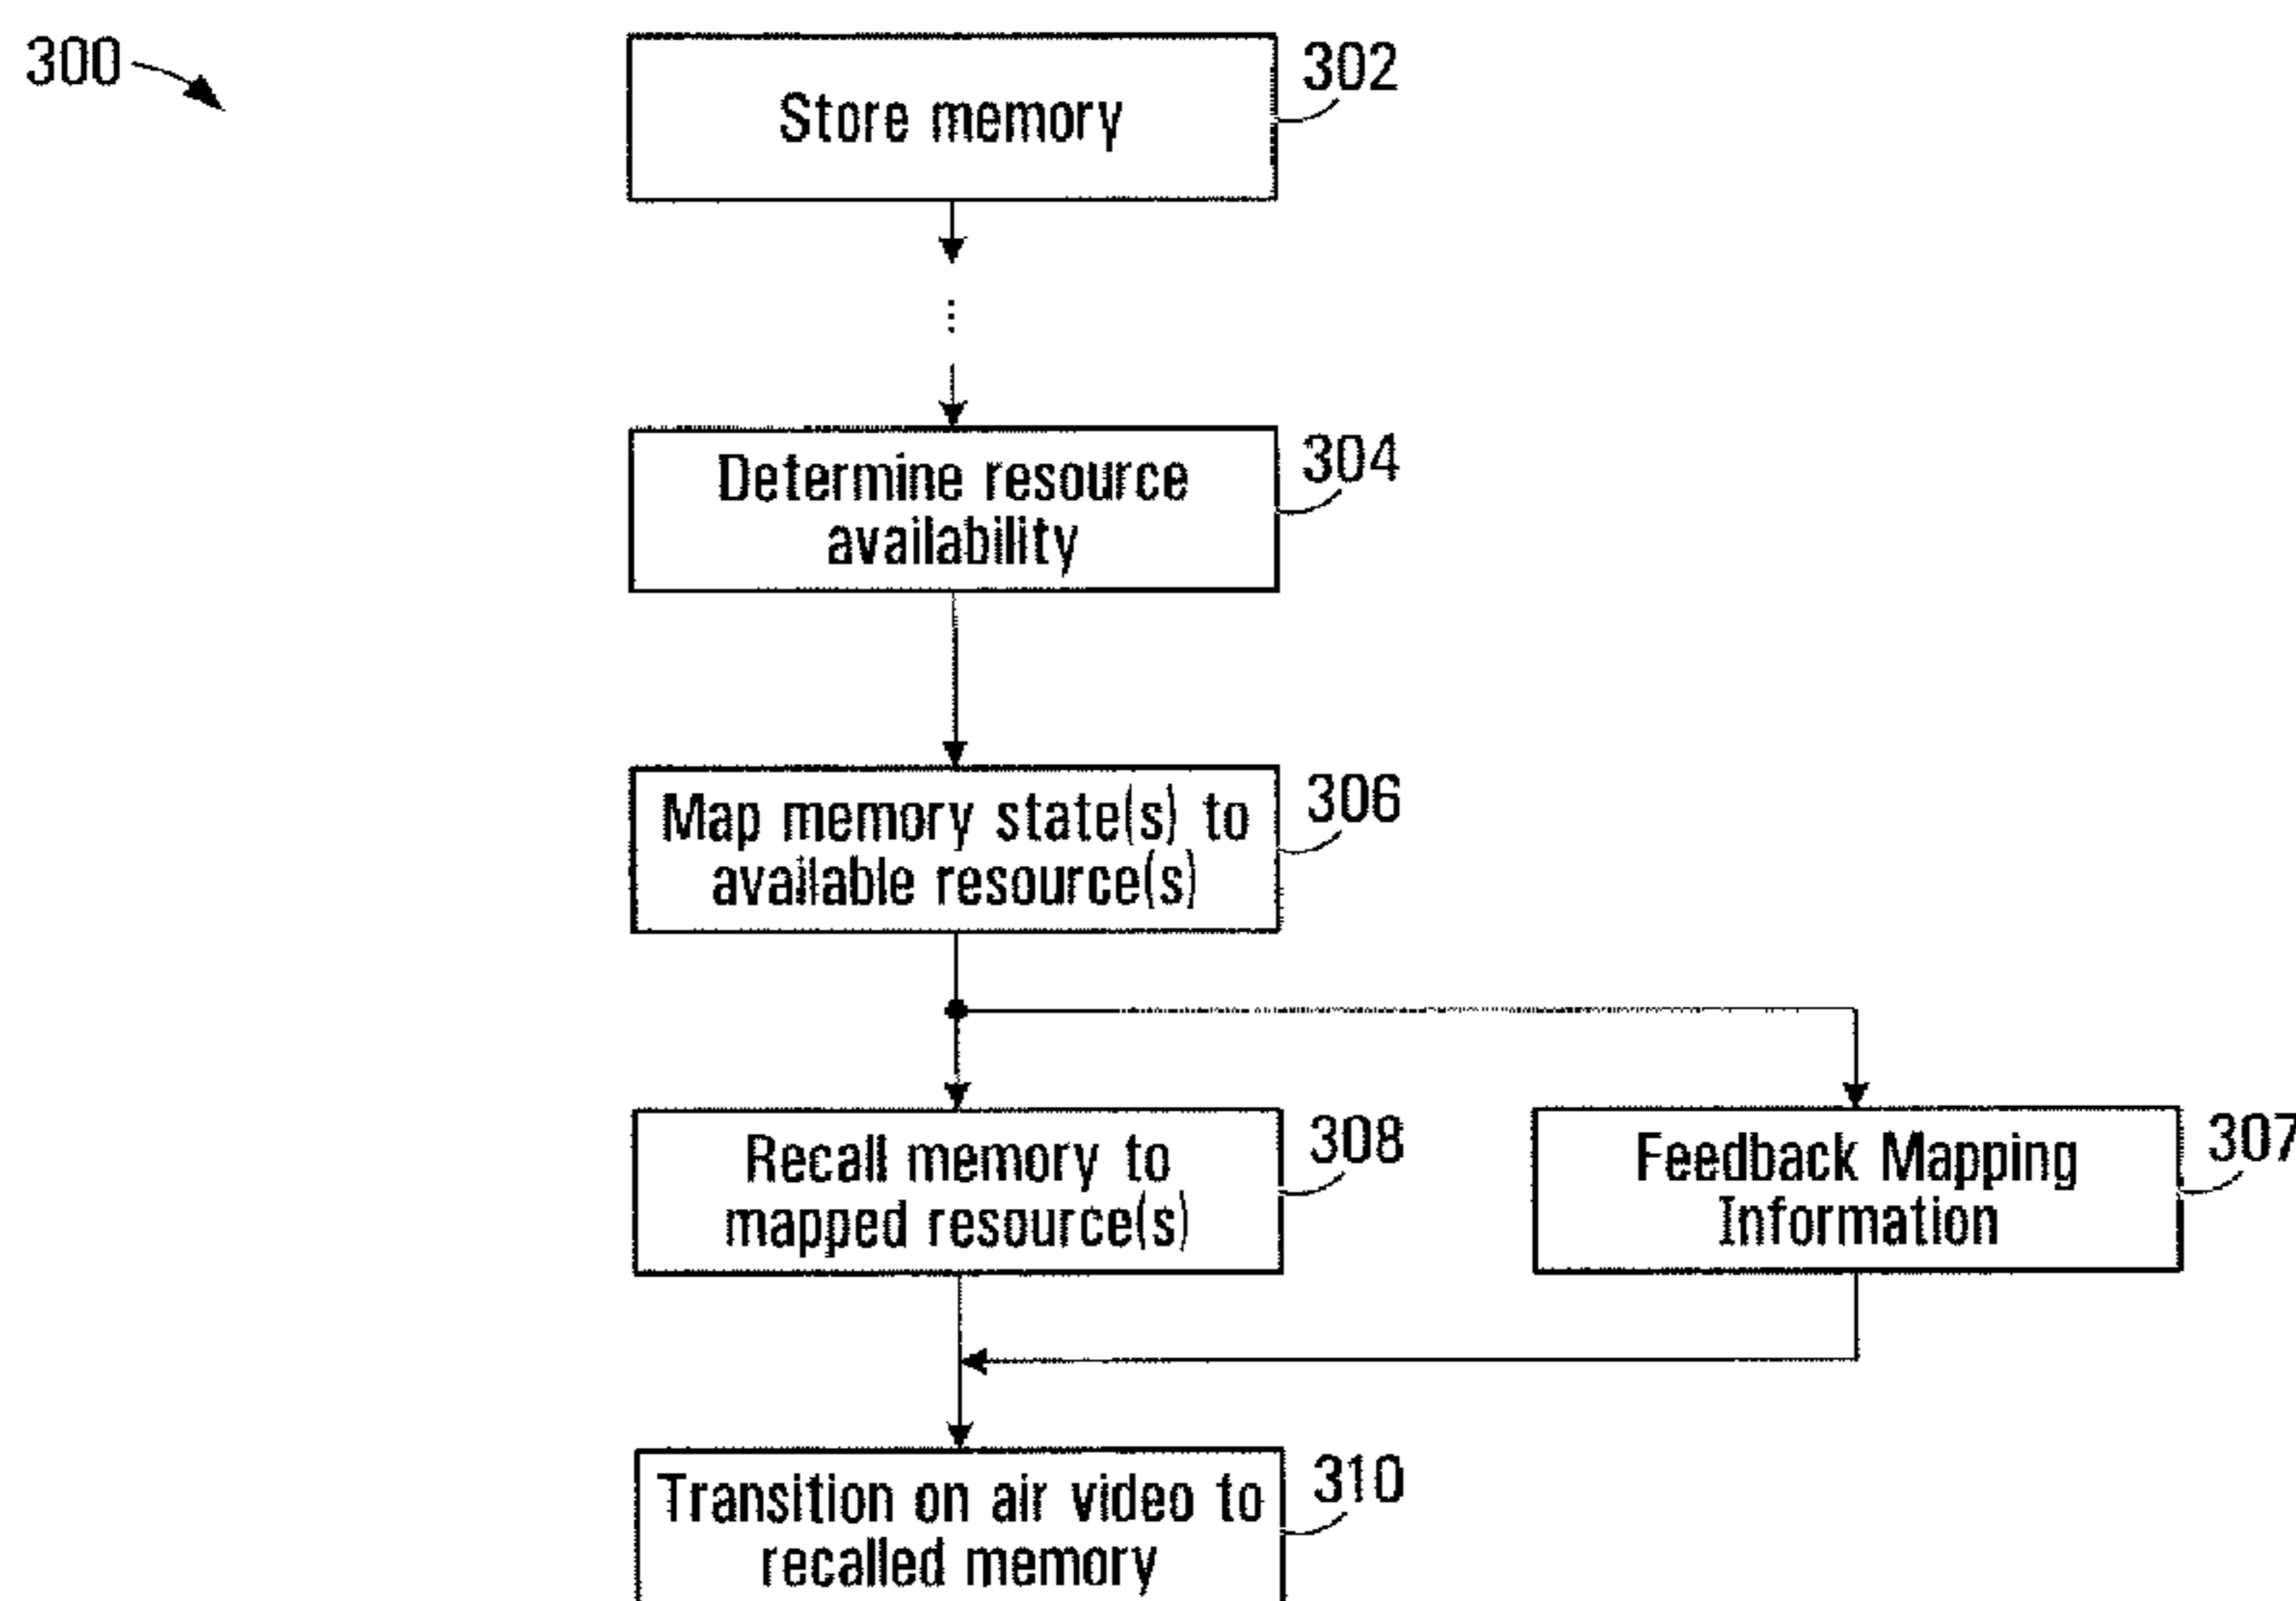 300
Store memory
302
⋮
Determine resource
availability
304
Map memory state(s) to
available resource(s)
306
Recall memory to
mapped resource(s)
308
Feedback Mapping
Information
307
Transition on air video to
recalled memory
310